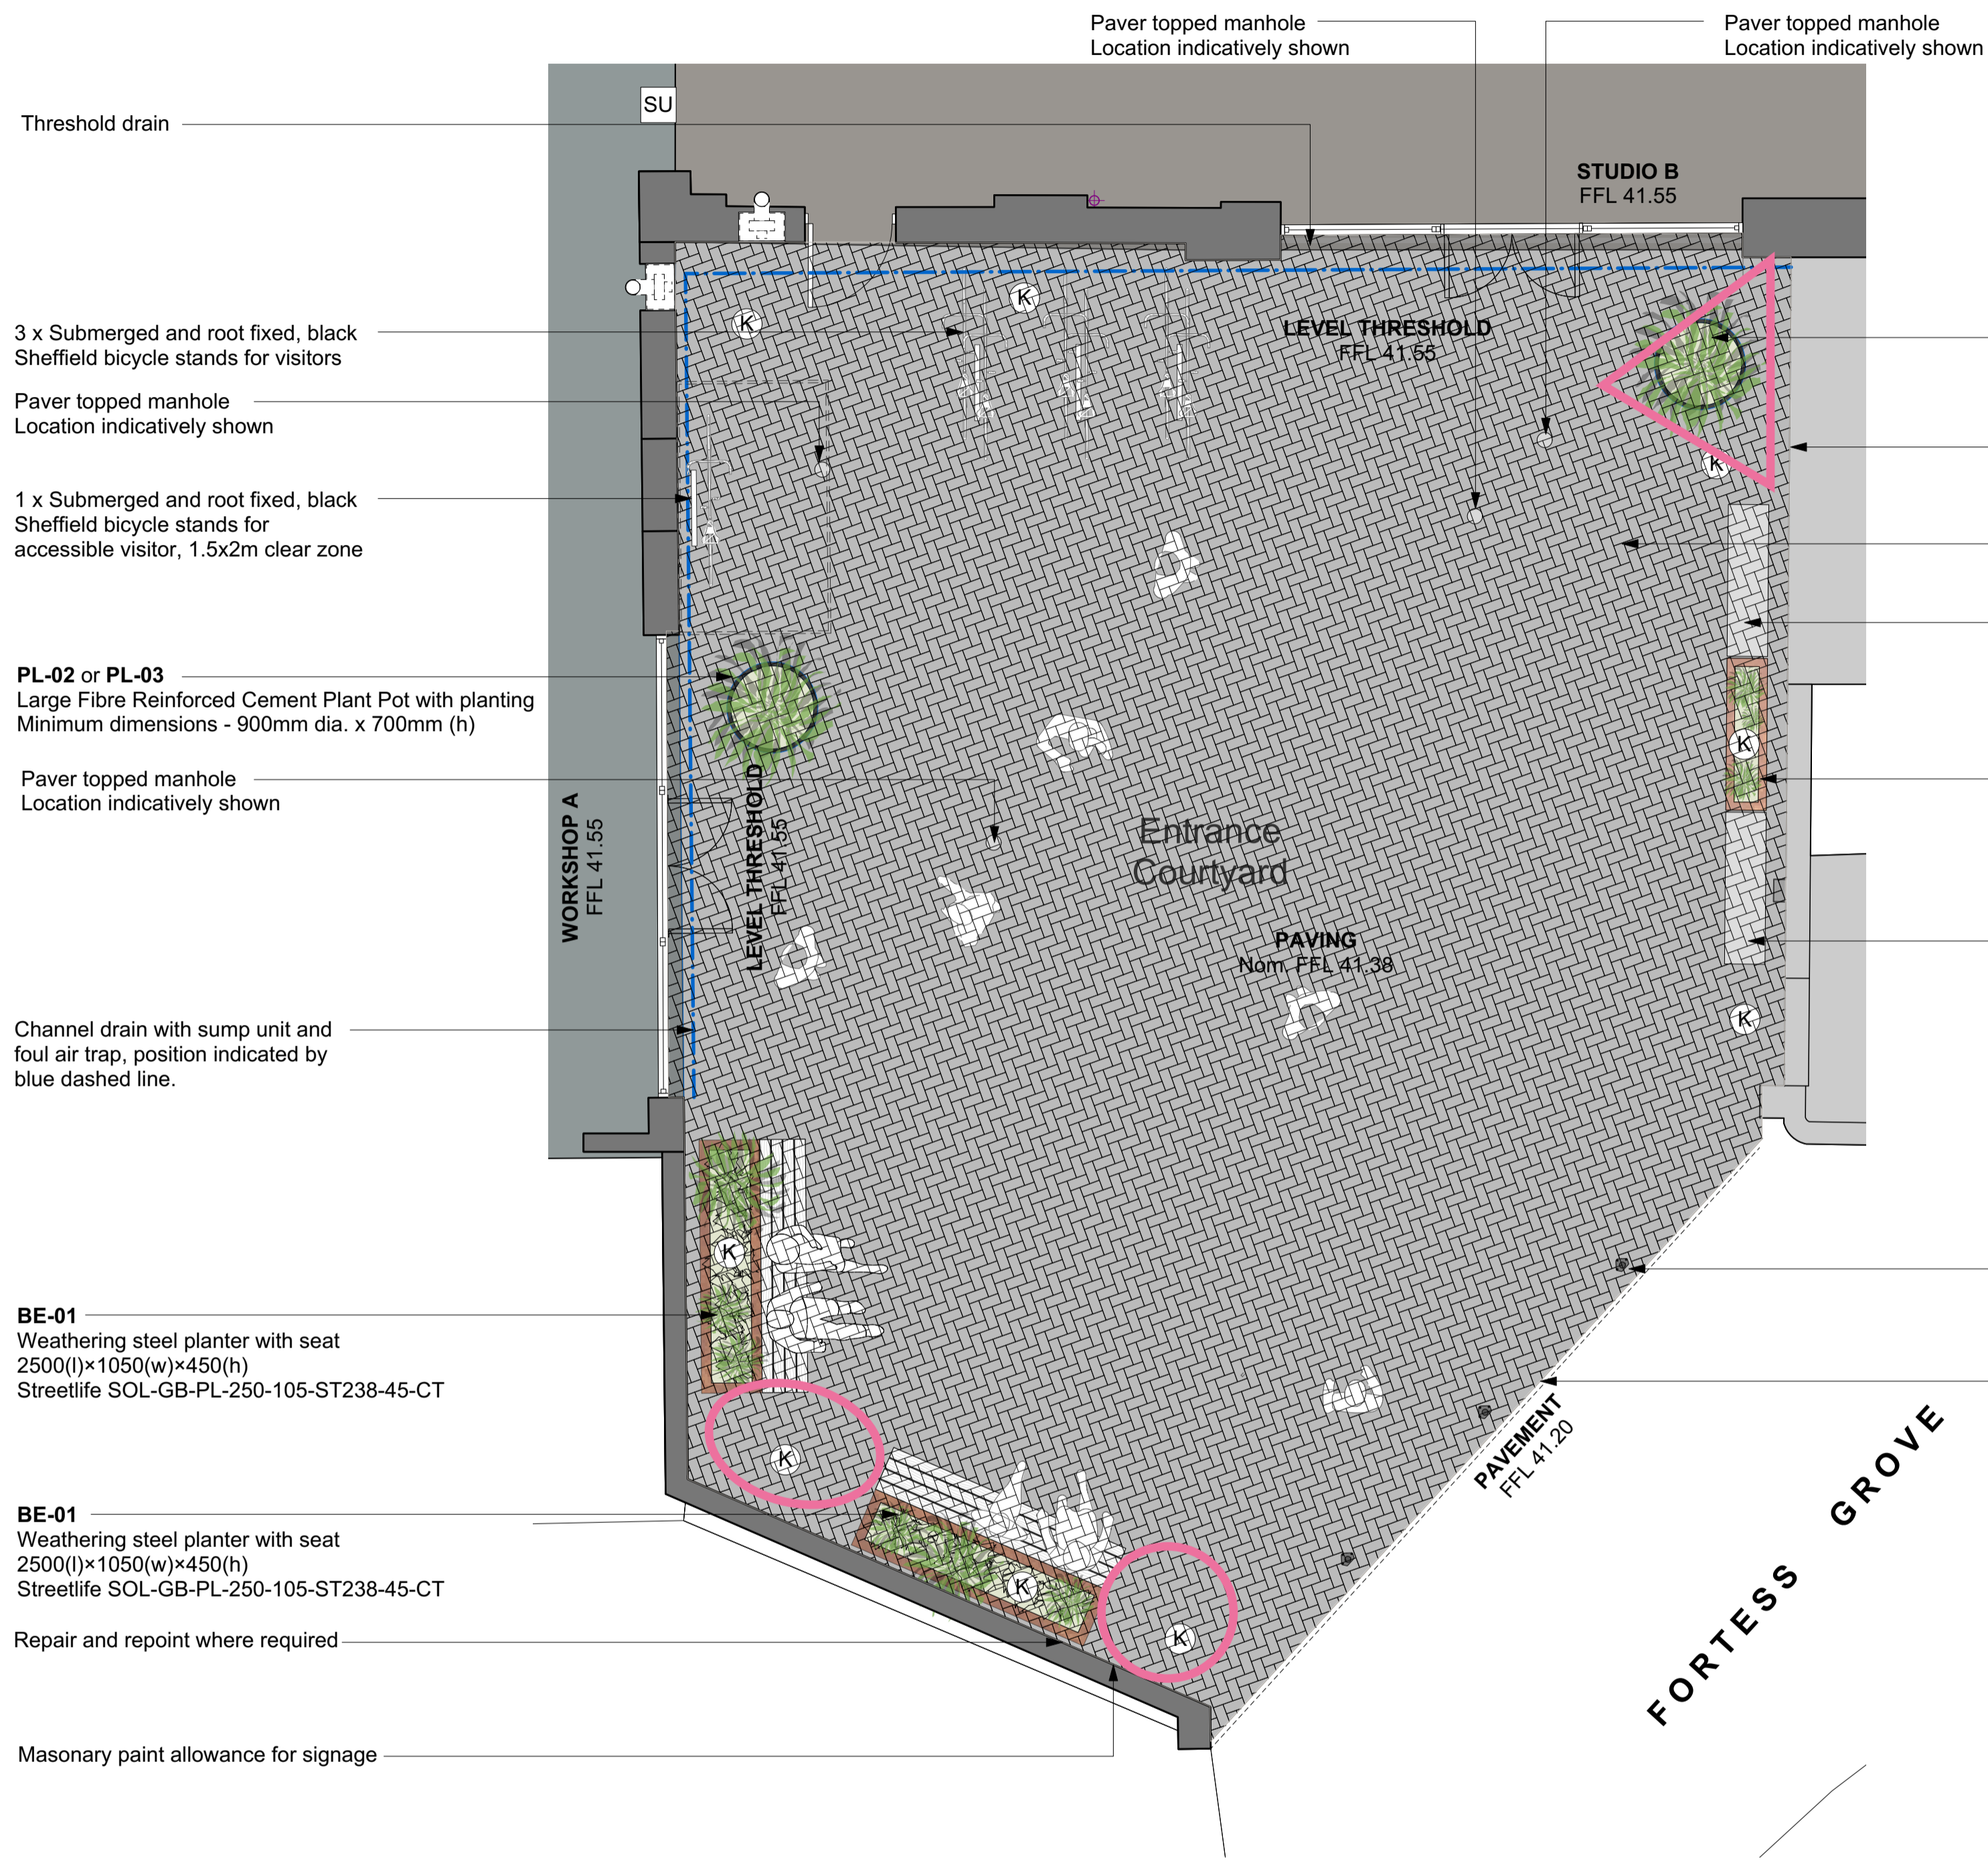 Paver topped manhole
Location indicatively shown
Paver topped manhole
Location indicatively shown
SU
Threshold drain
STUDIO B
FFL 41.55
3 x Submerged and root fixed, black
Sheffield bicycle stands for visitors
K
K
LEVEL THRESHOLD
FFL 41.55
Paver topped manhole
Location indicatively shown
K
1 x Submerged and root fixed, black
Sheffield bicycle stands for
accessible visitor, 1.5x2m clear zone
PL-02 or PL-03
Large Fibre Reinforced Cement Plant Pot with planting
Minimum dimensions - 900mm dia. x 700mm (h)
K
Paver topped manhole
Location indicatively shown
WORKSHOP A
FFL 41.55
LEVEL THRESHOLD
FFL 41.55
Entrance
Courtyard
PAVING
Nom. FFL 41.38
K
Channel drain with sump unit and
foul air trap, position indicated by
blue dashed line.
K
BE-01
Weathering steel planter with seat
2500(l)×1050(w)×450(h)
Streetlife SOL-GB-PL-250-105-ST238-45-CT
K
PAVEMENT
FFL 41.20
FORTESS GROVE
BE-01
Weathering steel planter with seat
2500(l)×1050(w)×450(h)
Streetlife SOL-GB-PL-250-105-ST238-45-CT
K
K
Repair and repoint where required
Masonary paint allowance for signage